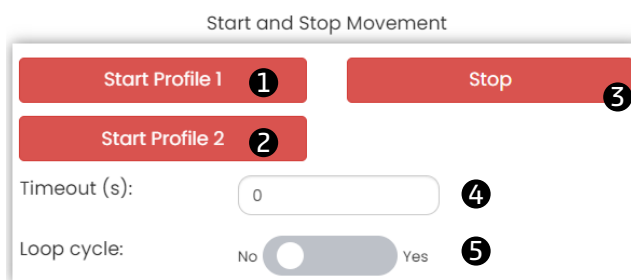 Start and Stop Movement
Start Profile 1 1 Stop 3
Start Profile 2 2
Timeout (s): 0 4
Loop cycle: No Yes 5